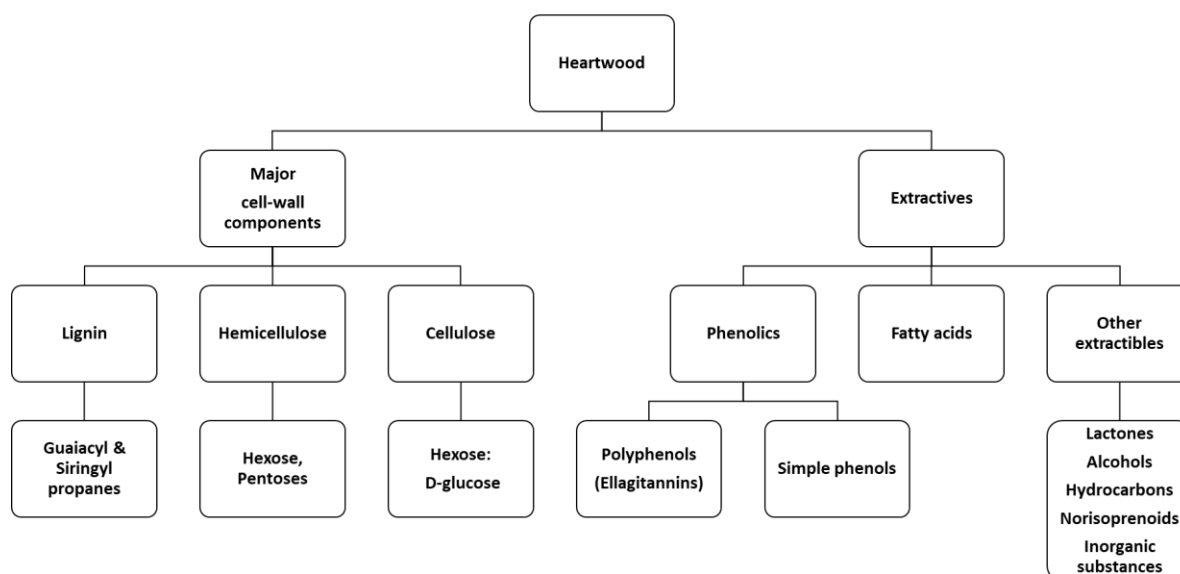 Heartwood
Major
cell-wall
components
Extractives
Lignin
Hemicellulose
Cellulose
Phenolics
Fatty acids
Other
extractibles
Guaiacyl &
Siringyl
propanes
Hexose,
Pentoses
Hexose:
D-glucose
Polyphenols
(Ellagitannins)
Simple phenols
Lactones
Alcohols
Hydrocarbons
Norisoprenoids
Inorganic
substances